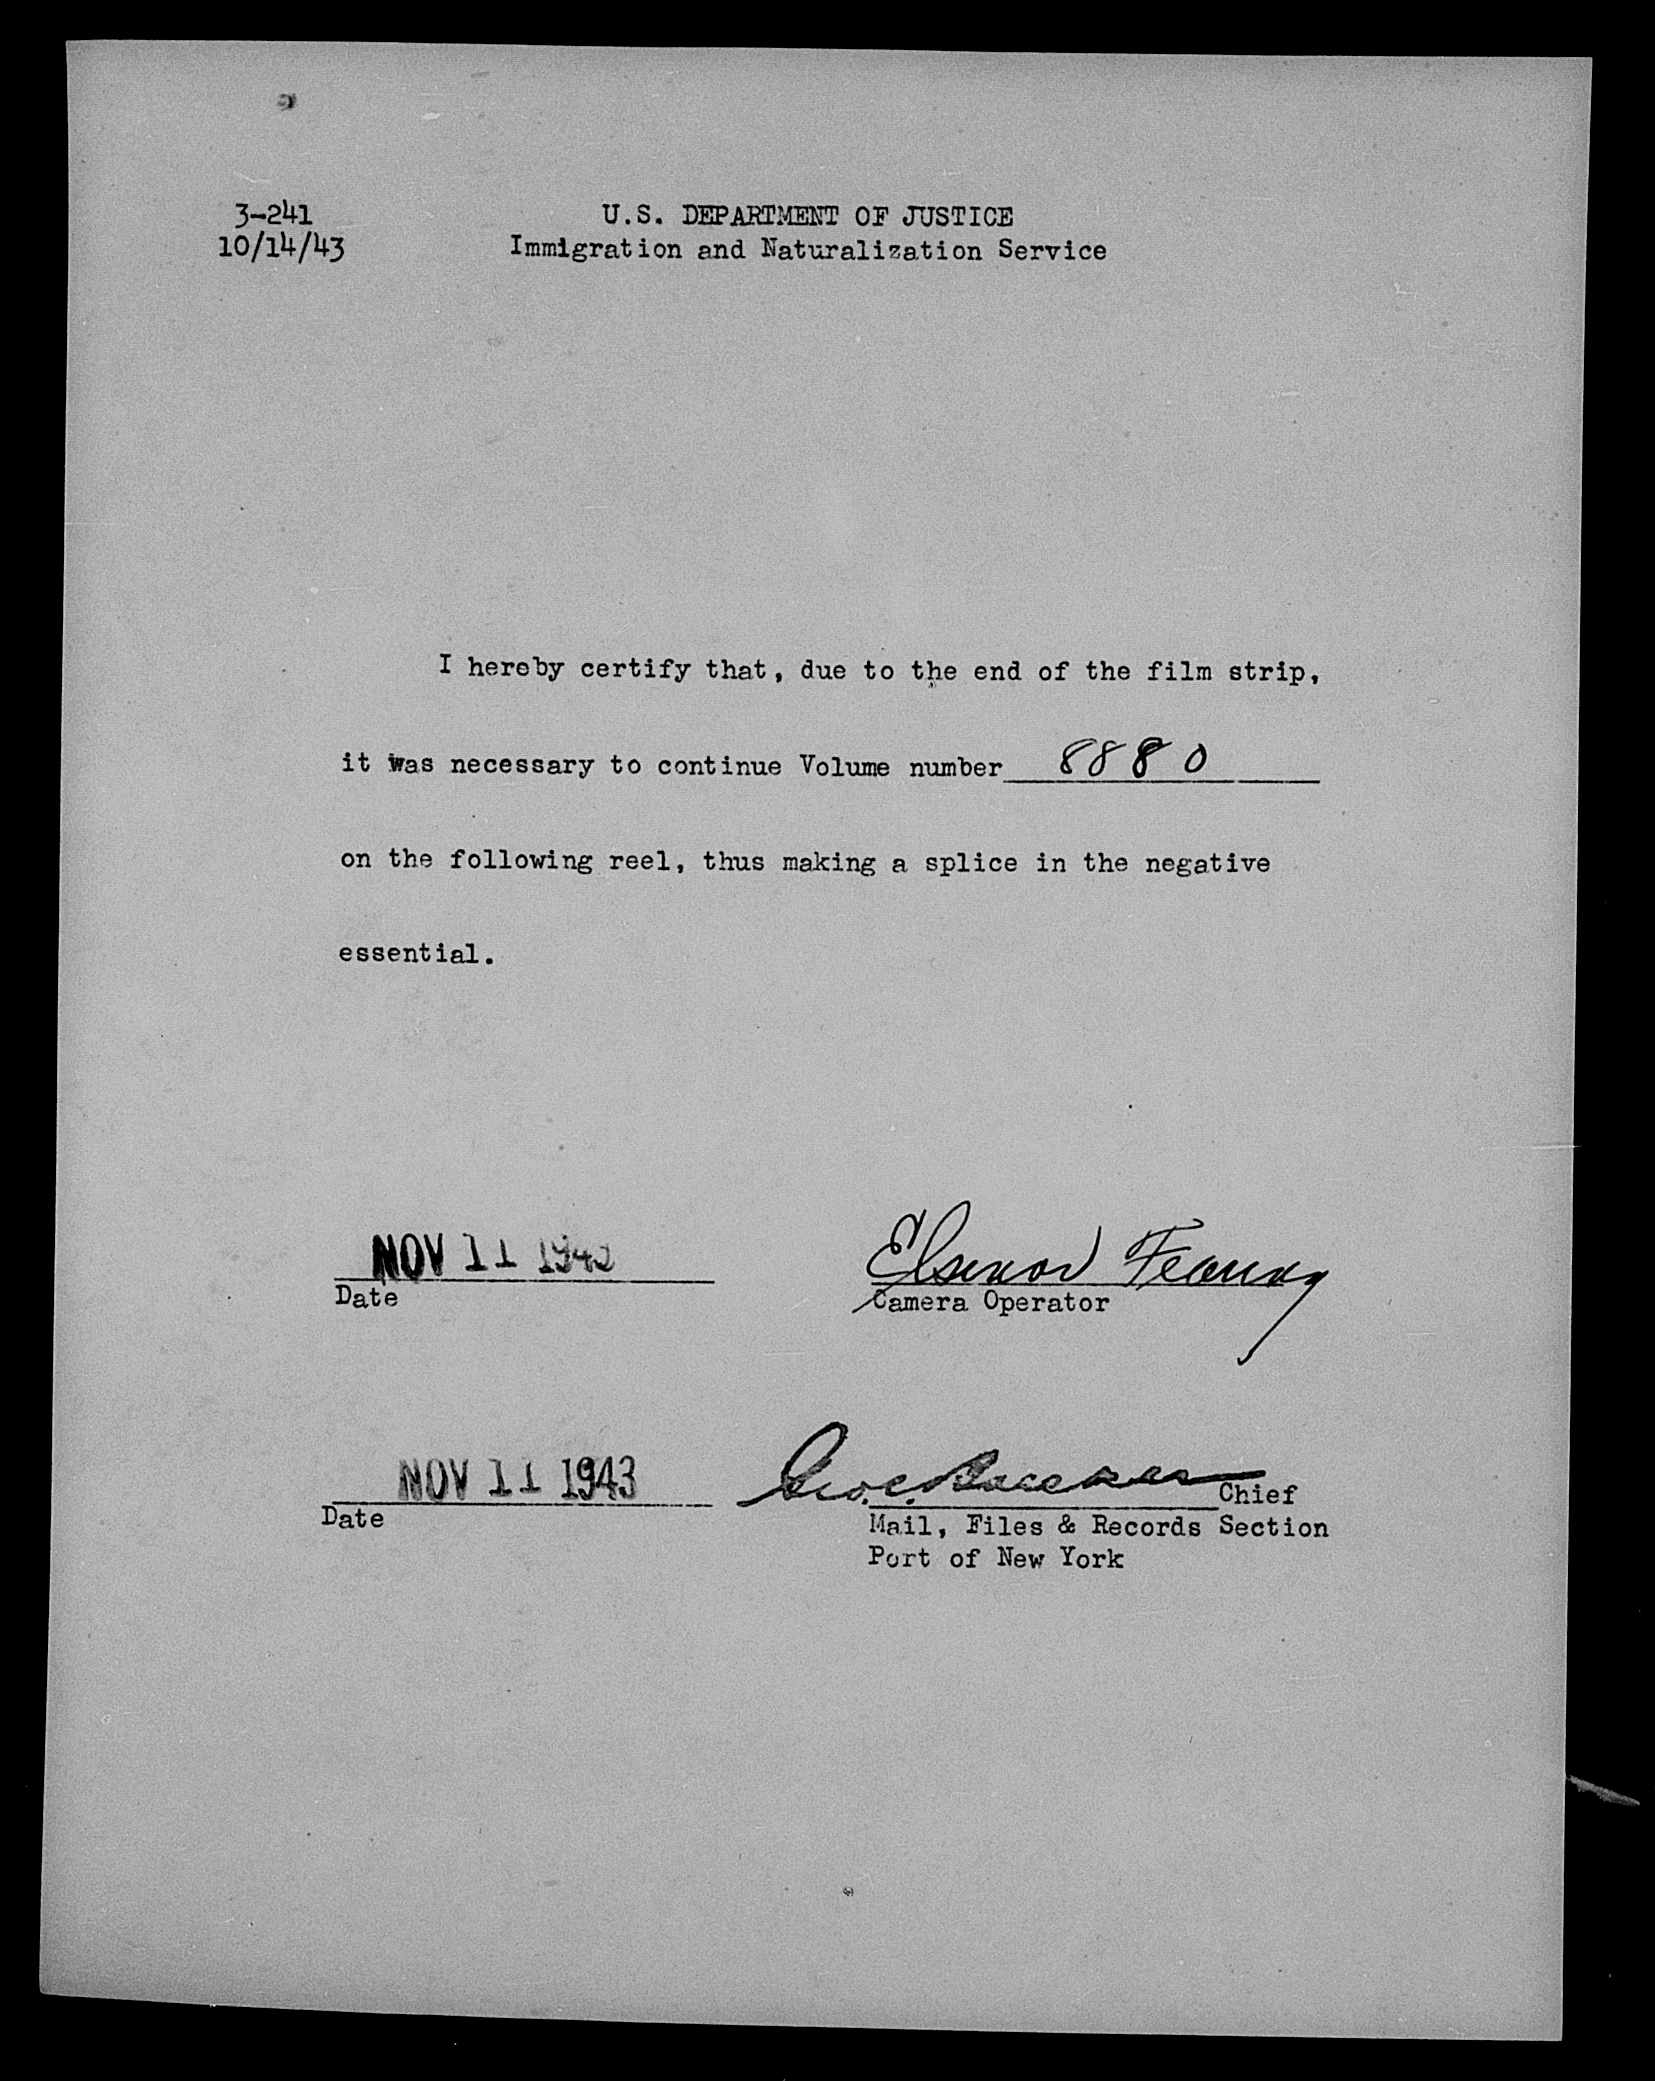 3-241
10/14/43
U.S. DEPARTMENT OF JUSTICE
Immigration and Naturalization Service
I hereby certify that, due to the end of the film strip,
it was necessary to continue Volume number 8880
on the following reel, thus making a splice in the negative
essential.
NOV 11 1943
Date
Camera Operator
NOV 11 1943
Date
Chief
Mail, Files & Records Section
Port of New York